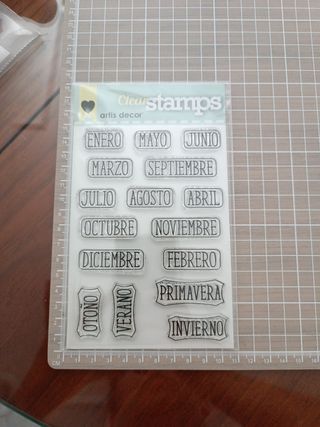 Clear stamps
artis decor
ENERO MAYO JUNIO
MARZO SEPTIEMBRE
JULIO AGOSTO ABRIL
OCTUBRE NOVIEMBRE
DICIEMBRE FEBRERO
OTOÑO VERANO PRIMAVERA
INVIERNO